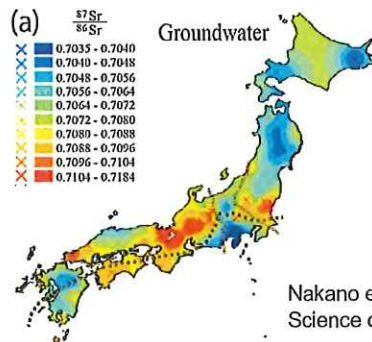 (a)
87Sr
86Sr
Groundwater
0.7035 - 0.7040
0.7040 - 0.7048
0.7048 - 0.7056
0.7056 - 0.7064
0.7064 - 0.7072
0.7072 - 0.7080
0.7080 - 0.7088
0.7088 - 0.7096
0.7096 - 0.7104
0.7104 - 0.7184
Nakano e
Science o